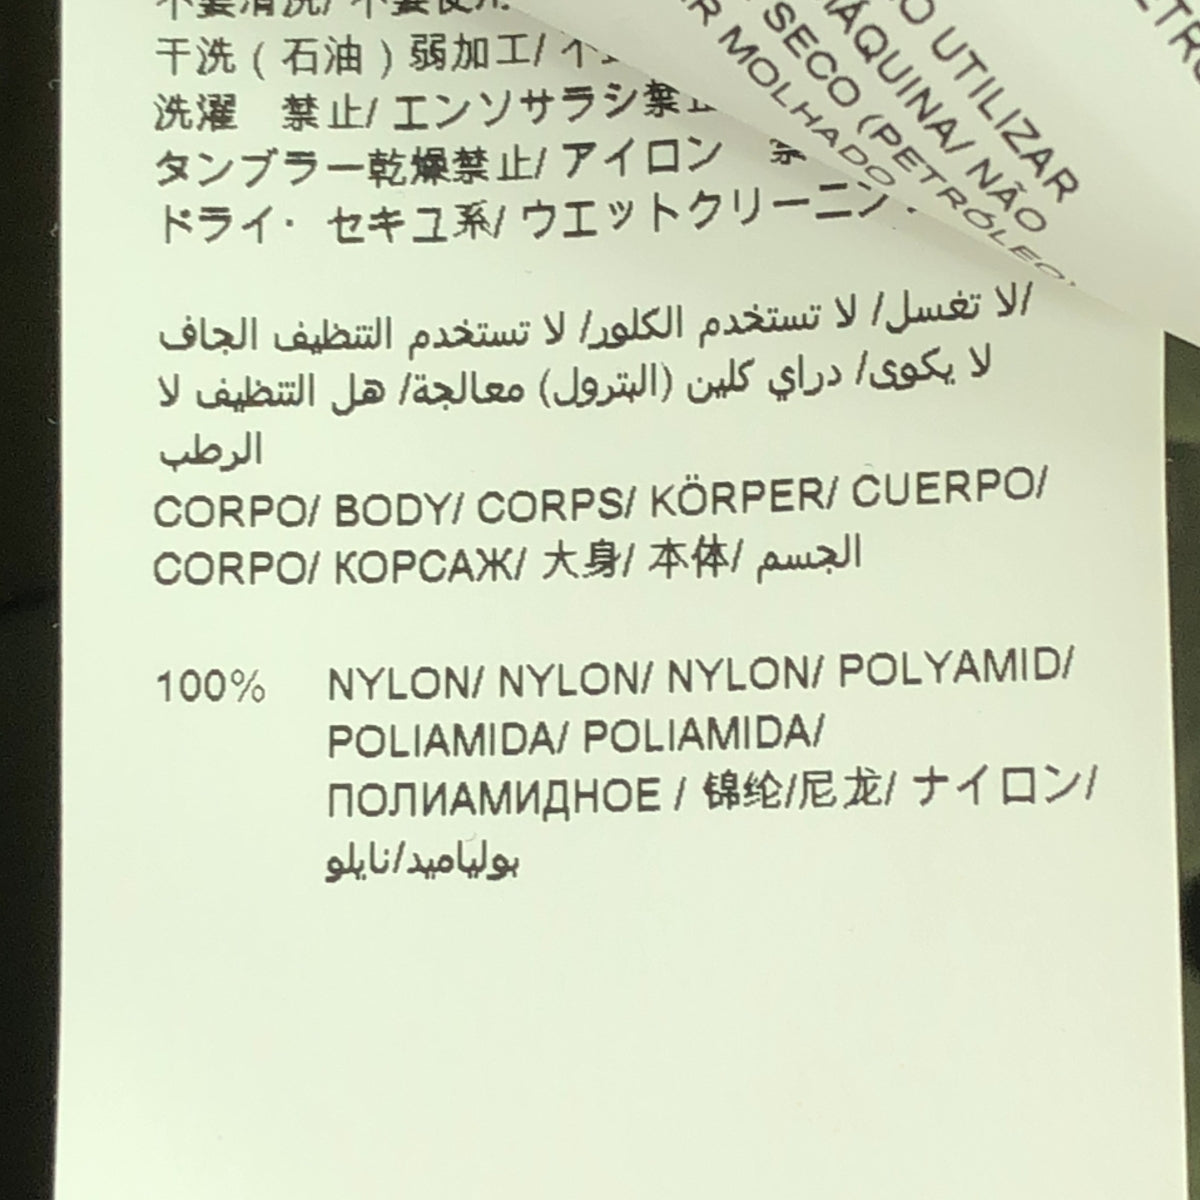 干洗 ( 石油 ) 弱加工/
洗濯 禁止/ エンソサラシ禁止
タンブラー乾燥禁止/ アイロン 禁
ドライ· セキユ系/ ウエットクリーニン
لا تغسل/ لا تستخدم الكلور/ لا تستخدم التنظيف الجاف/
لا يكوى/ دراي كلين (البترول) معالجة/ هل التنظيف لا
الرطب
CORPO/ BODY/ CORPS/ KÖRPER/ CUERPO/
CORPO/ КОРСАЖ/ 大身/ 本体/ الجسم
100% NYLON/ NYLON/ NYLON/ POLYAMID/
POLIAMIDA/ POLIAMIDA/
ПОЛИАМИДНОЕ / 锦纶/尼龙/ ナイロン/
بولياميد/نايلو
UTILIZAR
ÁQUINA/ NÃO
SECO (PETRÓLEO)
R MOLHADO